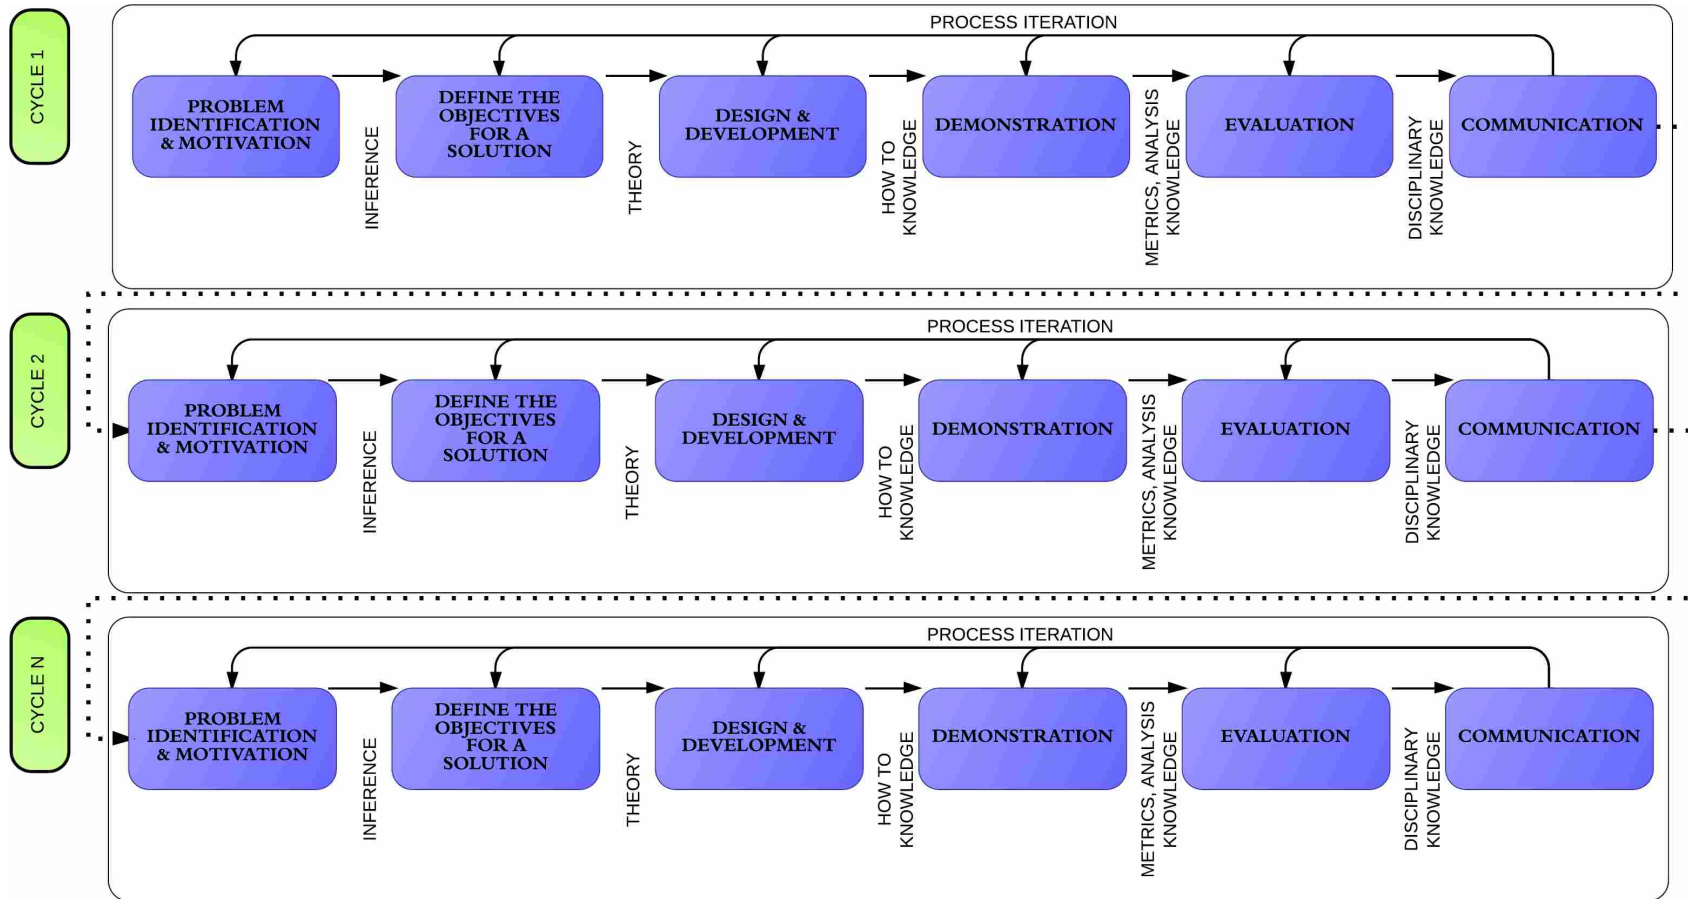 CYCLE 1
PROCESS ITERATION
PROBLEM
IDENTIFICATION
& MOTIVATION
INFERENCE
DEFINE THE
OBJECTIVES
FOR A
SOLUTION
THEORY
DESIGN &
DEVELOPMENT
HOW TO
KNOWLEDGE
DEMONSTRATION
METRICS, ANALYSIS
KNOWLEDGE
EVALUATION
DISCIPLINARY
KNOWLEDGE
COMMUNICATION
CYCLE 2
PROCESS ITERATION
PROBLEM
IDENTIFICATION
& MOTIVATION
INFERENCE
DEFINE THE
OBJECTIVES
FOR A
SOLUTION
THEORY
DESIGN &
DEVELOPMENT
HOW TO
KNOWLEDGE
DEMONSTRATION
METRICS, ANALYSIS
KNOWLEDGE
EVALUATION
DISCIPLINARY
KNOWLEDGE
COMMUNICATION
CYCLE N
PROCESS ITERATION
PROBLEM
IDENTIFICATION
& MOTIVATION
INFERENCE
DEFINE THE
OBJECTIVES
FOR A
SOLUTION
THEORY
DESIGN &
DEVELOPMENT
HOW TO
KNOWLEDGE
DEMONSTRATION
METRICS, ANALYSIS
KNOWLEDGE
EVALUATION
DISCIPLINARY
KNOWLEDGE
COMMUNICATION